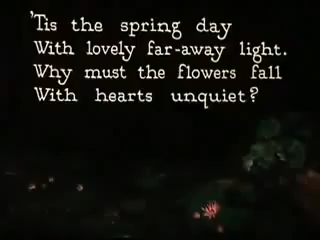 'Tis the spring day
With lovely far-away light.
Why must the flowers fall
With hearts unquiet?